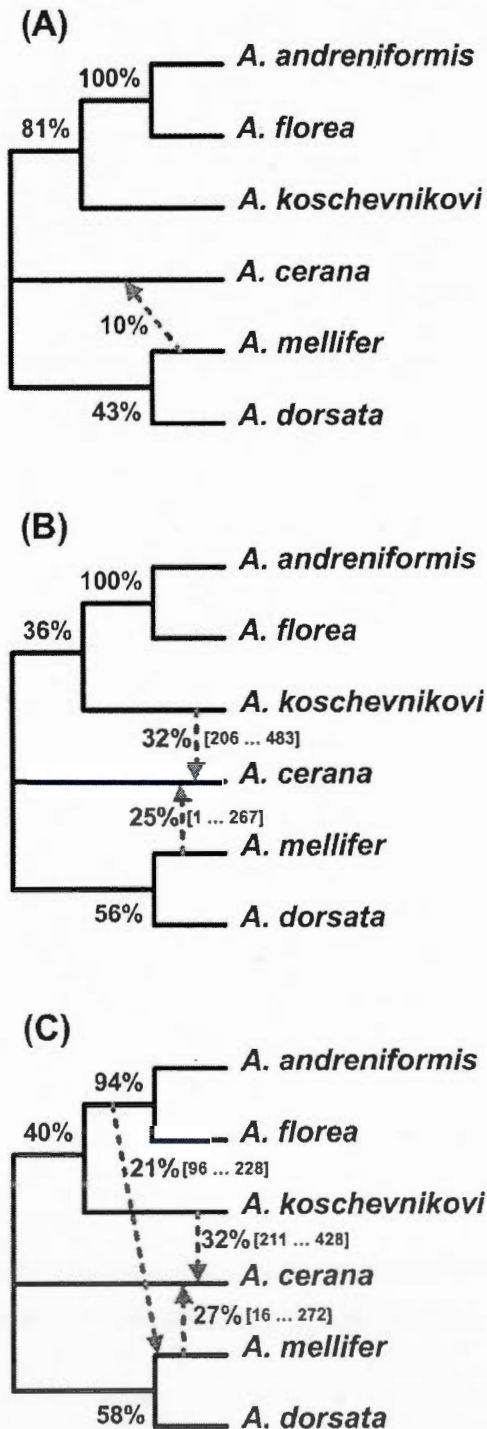 (A)
100%
A. andreniformis
81%
A. florea
A. koschevnikovi
A. cerana
10%
A. mellifer
43%
A. dorsata
(B)
100%
A. andreniformis
36%
A. florea
A. koschevnikovi
32% [206 ... 483]
A. cerana
25% [1 ... 267]
A. mellifer
56%
A. dorsata
(C)
94%
A. andreniformis
40%
A. florea
21% [96 ... 228]
A. koschevnikovi
32% [211 ... 428]
A. cerana
27% [16 ... 272]
A. mellifer
58%
A. dorsata